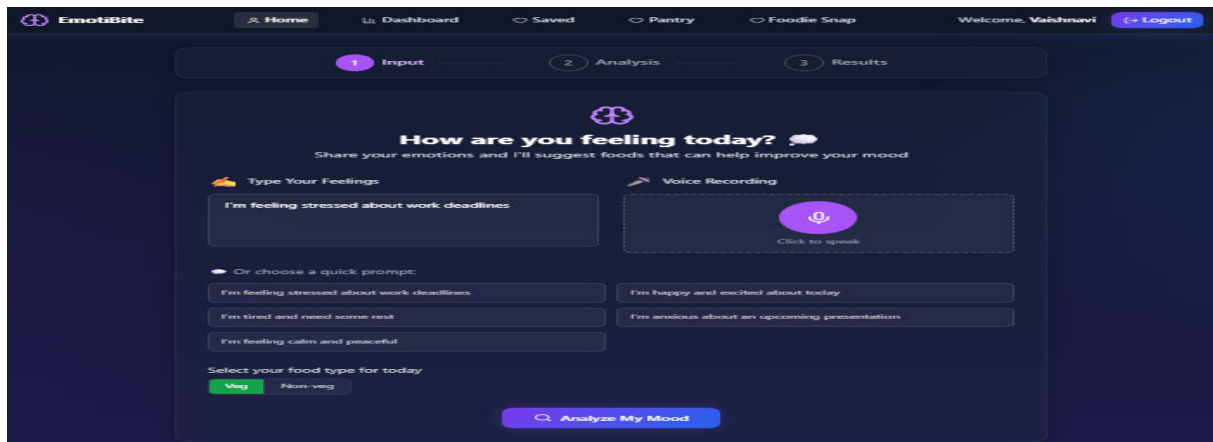 EmotiBite Home Dashboard Saved Pantry Foodie Snap Welcome, Vaishnavi Logout
1 Input 2 Analysis 3 Results
How are you feeling today?
Share your emotions and I'll suggest foods that can help improve your mood
Type Your Feelings Voice Recording
I'm feeling stressed about work deadlines
Click to speak
Or choose a quick prompt:
I'm feeling stressed about work deadlines I'm happy and excited about today
I'm tired and need some rest I'm anxious about an upcoming presentation
I'm feeling calm and peaceful
Select your food type for today
Veg Non-veg
Analyze My Mood